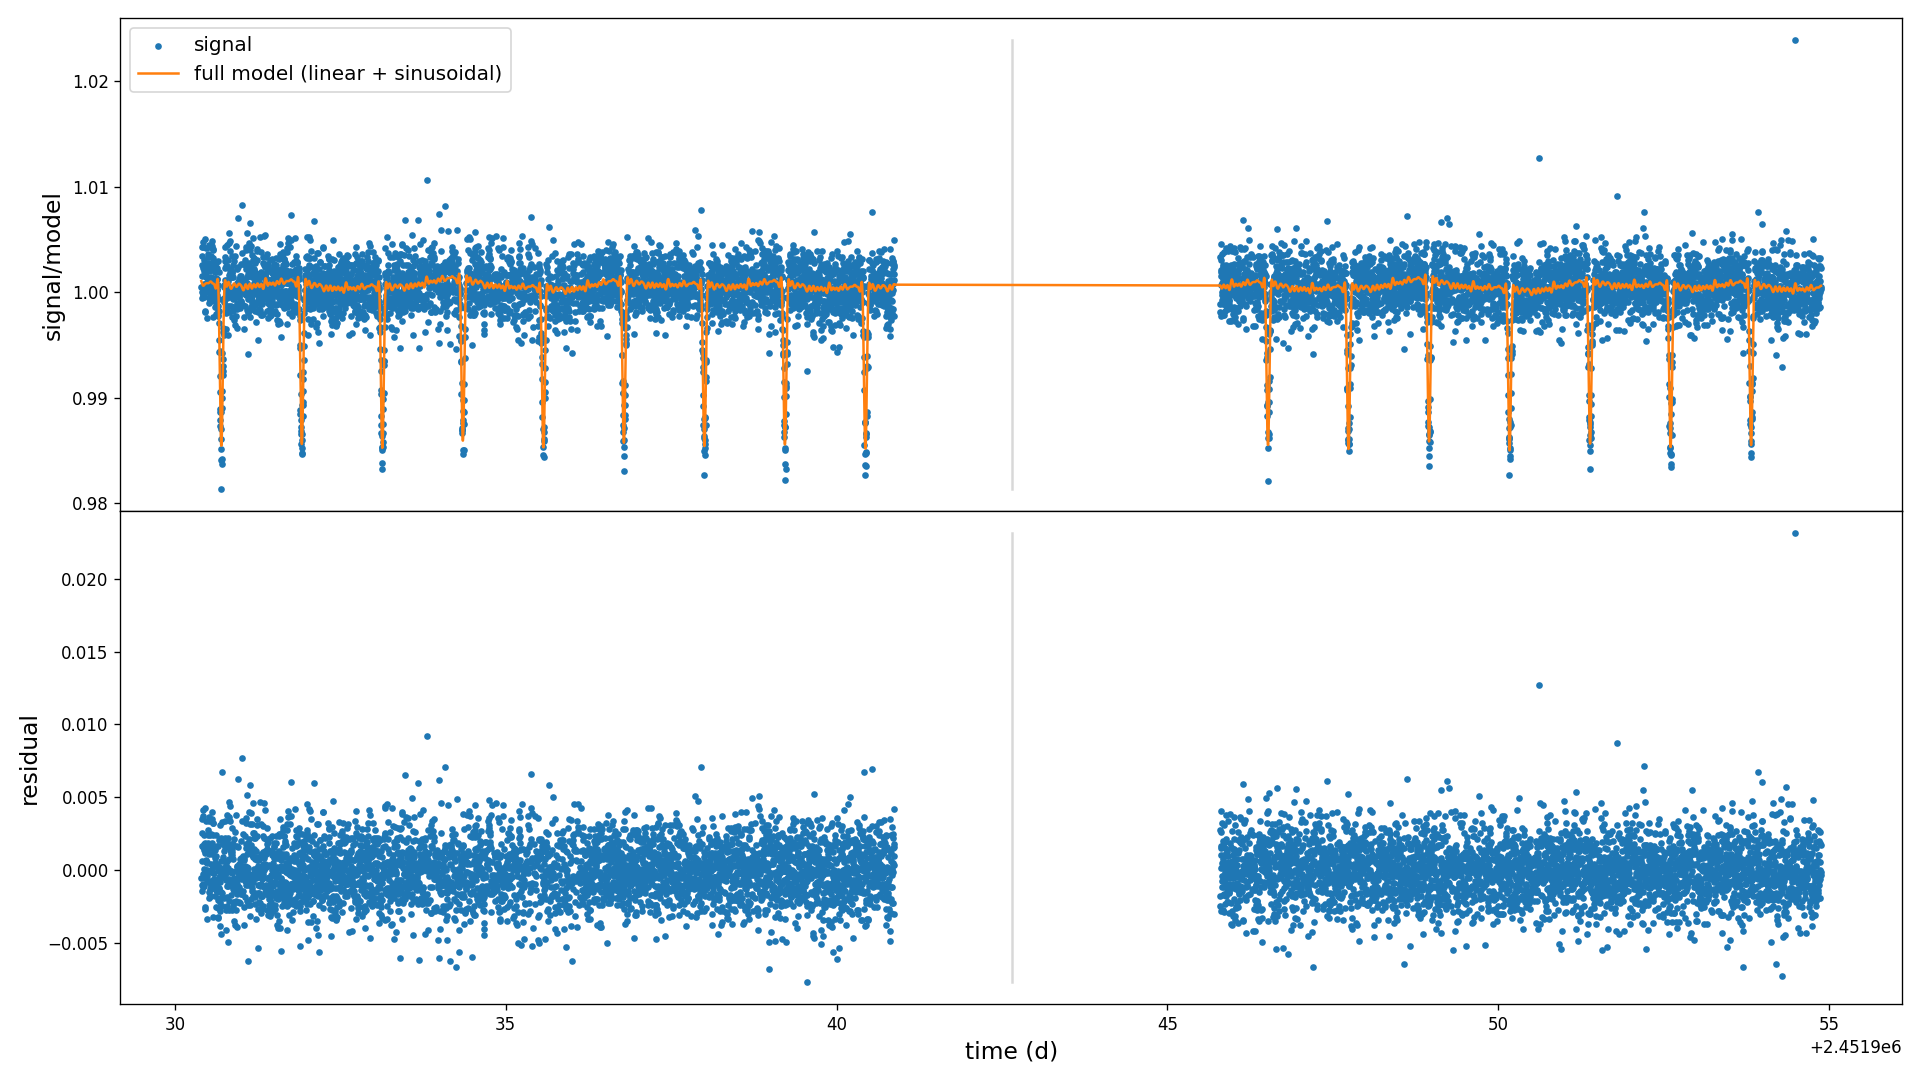 signal
full model (linear + sinusoidal)
signal/model
1.02
1.01
1.00
0.99
0.98
residual
0.020
0.015
0.010
0.005
0.000
−0.005
30 35 40 45 50 55
time (d)
+2.4519e6